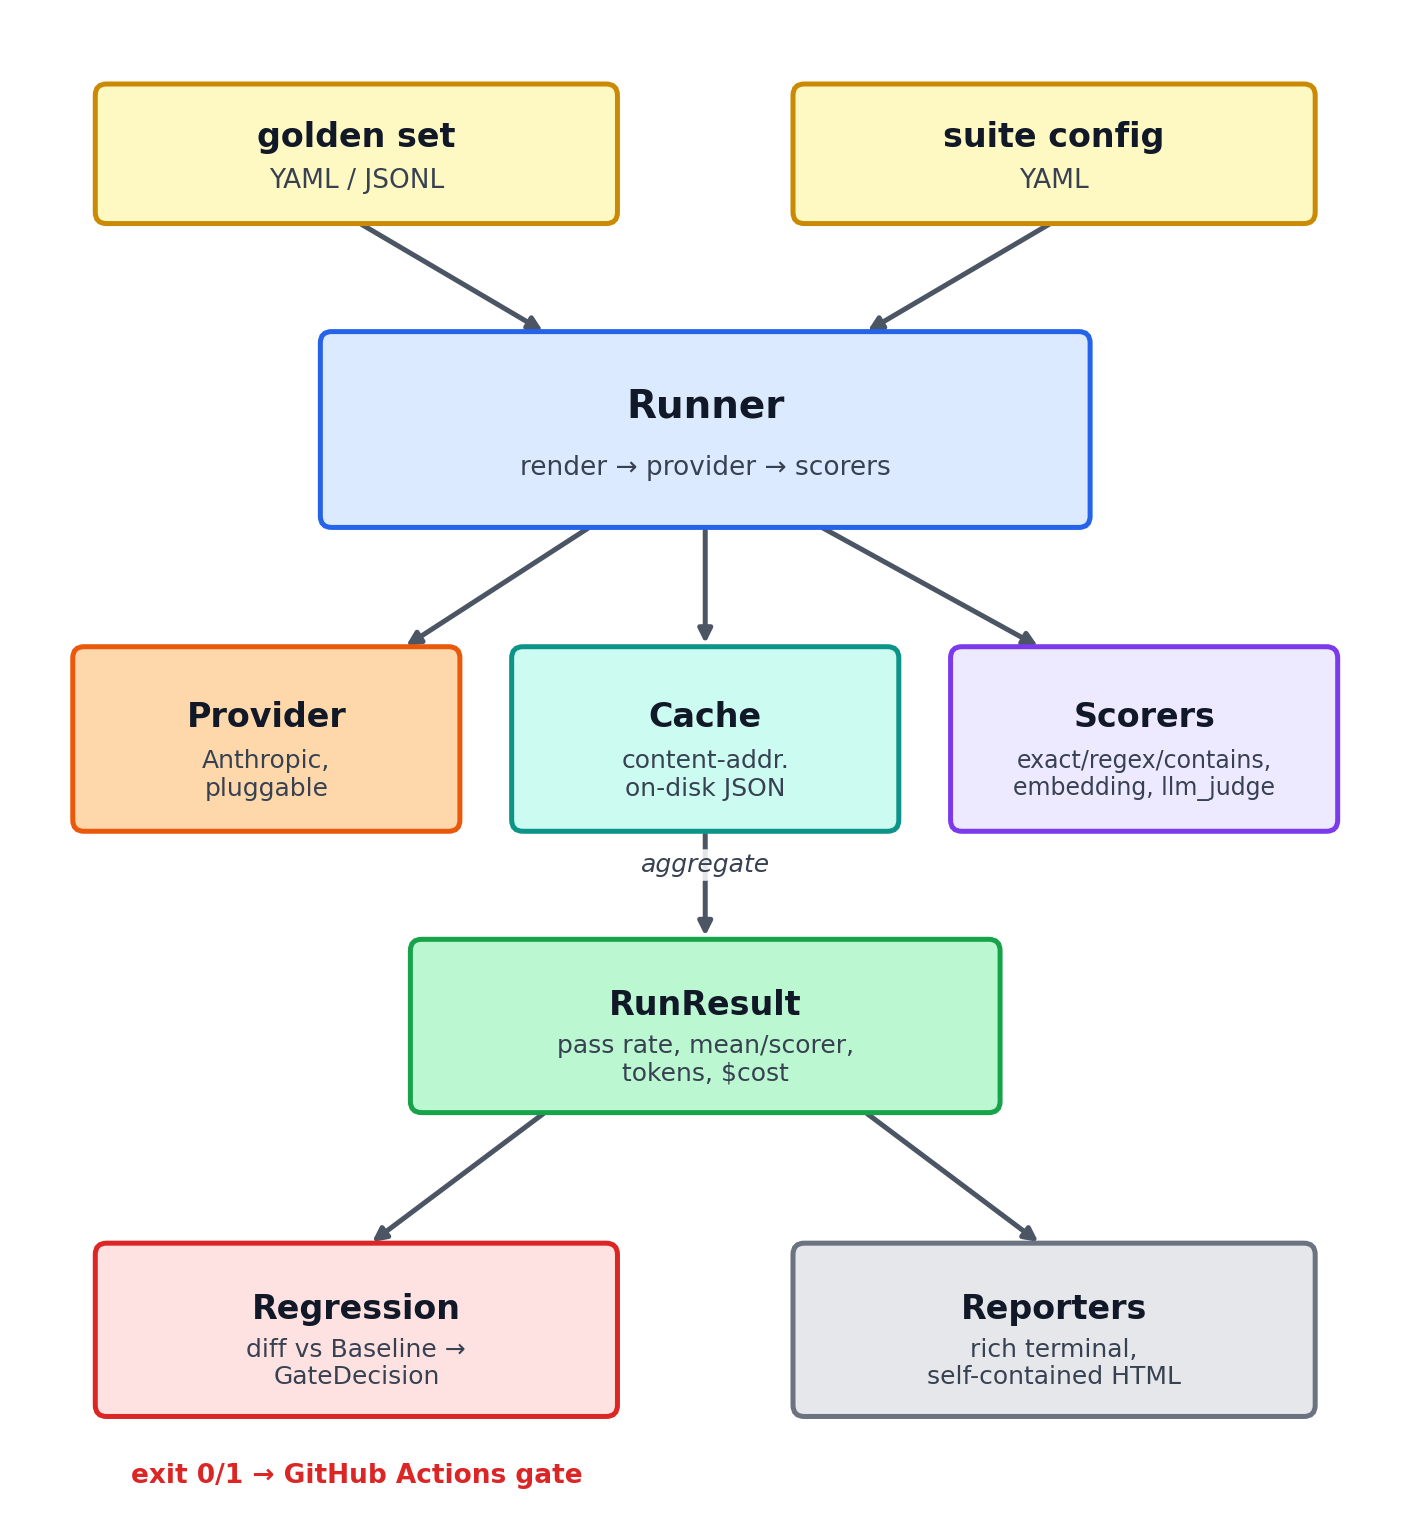 golden set
YAML / JSONL
suite config
YAML
Runner
render → provider → scorers
Provider
Anthropic,
pluggable
Cache
content-addr.
on-disk JSON
Scorers
exact/regex/contains,
embedding, llm_judge
aggregate
RunResult
pass rate, mean/scorer,
tokens, $cost
Regression
diff vs Baseline →
GateDecision
Reporters
rich terminal,
self-contained HTML
exit 0/1 → GitHub Actions gate